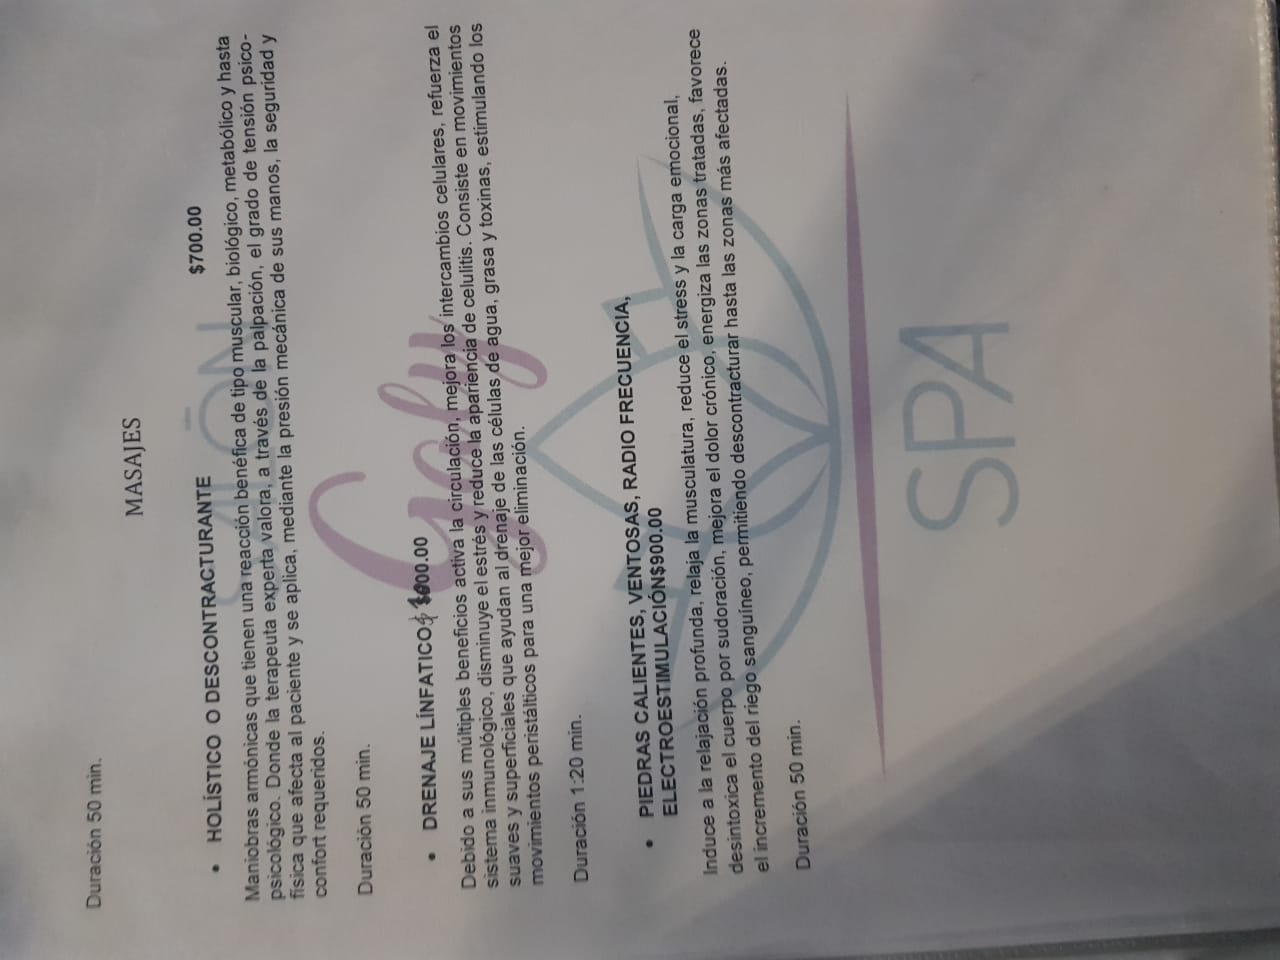 Duración 50 min.
MASAJES
• HOLÍSTICO O DESCONTRACTURANTE $700.00
Maniobras armónicas que tienen una reacción benéfica de tipo muscular, biológico, metabólico y hasta
psicológico. Donde la terapeuta experta valora, a través de la palpación, el grado de tensión psico-
física que afecta al paciente y se aplica, mediante la presión mecánica de sus manos, la seguridad y
confort requeridos.
Duración 50 min.
• DRENAJE LÍNFATICO
Debido a sus múltiples beneficios activa la circulación, mejora los intercambios celulares, refuerza el
sistema inmunológico, disminuye el estrés y reduce la apariencia de celulitis. Consiste en movimientos
suaves y superficiales que ayudan al drenaje de las células de agua, grasa y toxinas, estimulando los
movimientos peristálticos para una mejor eliminación.
Duración 1:20 min.
• PIEDRAS CALIENTES, VENTOSAS, RADIO FRECUENCIA,
ELECTROESTIMULACIÓN$900.00
Induce a la relajación profunda, relaja la musculatura, reduce el stress y la carga emocional,
desintoxica el cuerpo por sudoración, mejora el dolor crónico, energiza las zonas tratadas, favorece
el incremento del riego sanguíneo, permitiendo descontracturar hasta las zonas más afectadas.
Duración 50 min.
SALÓN
Galy
SPA